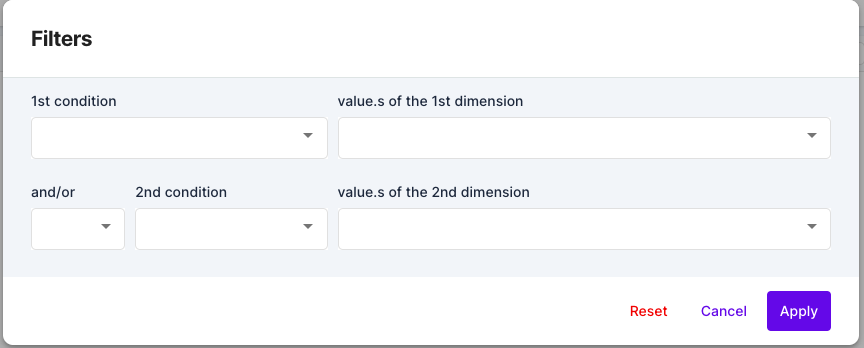 Filters
1st condition value.s of the 1st dimension
and/or 2nd condition value.s of the 2nd dimension
Reset Cancel Apply